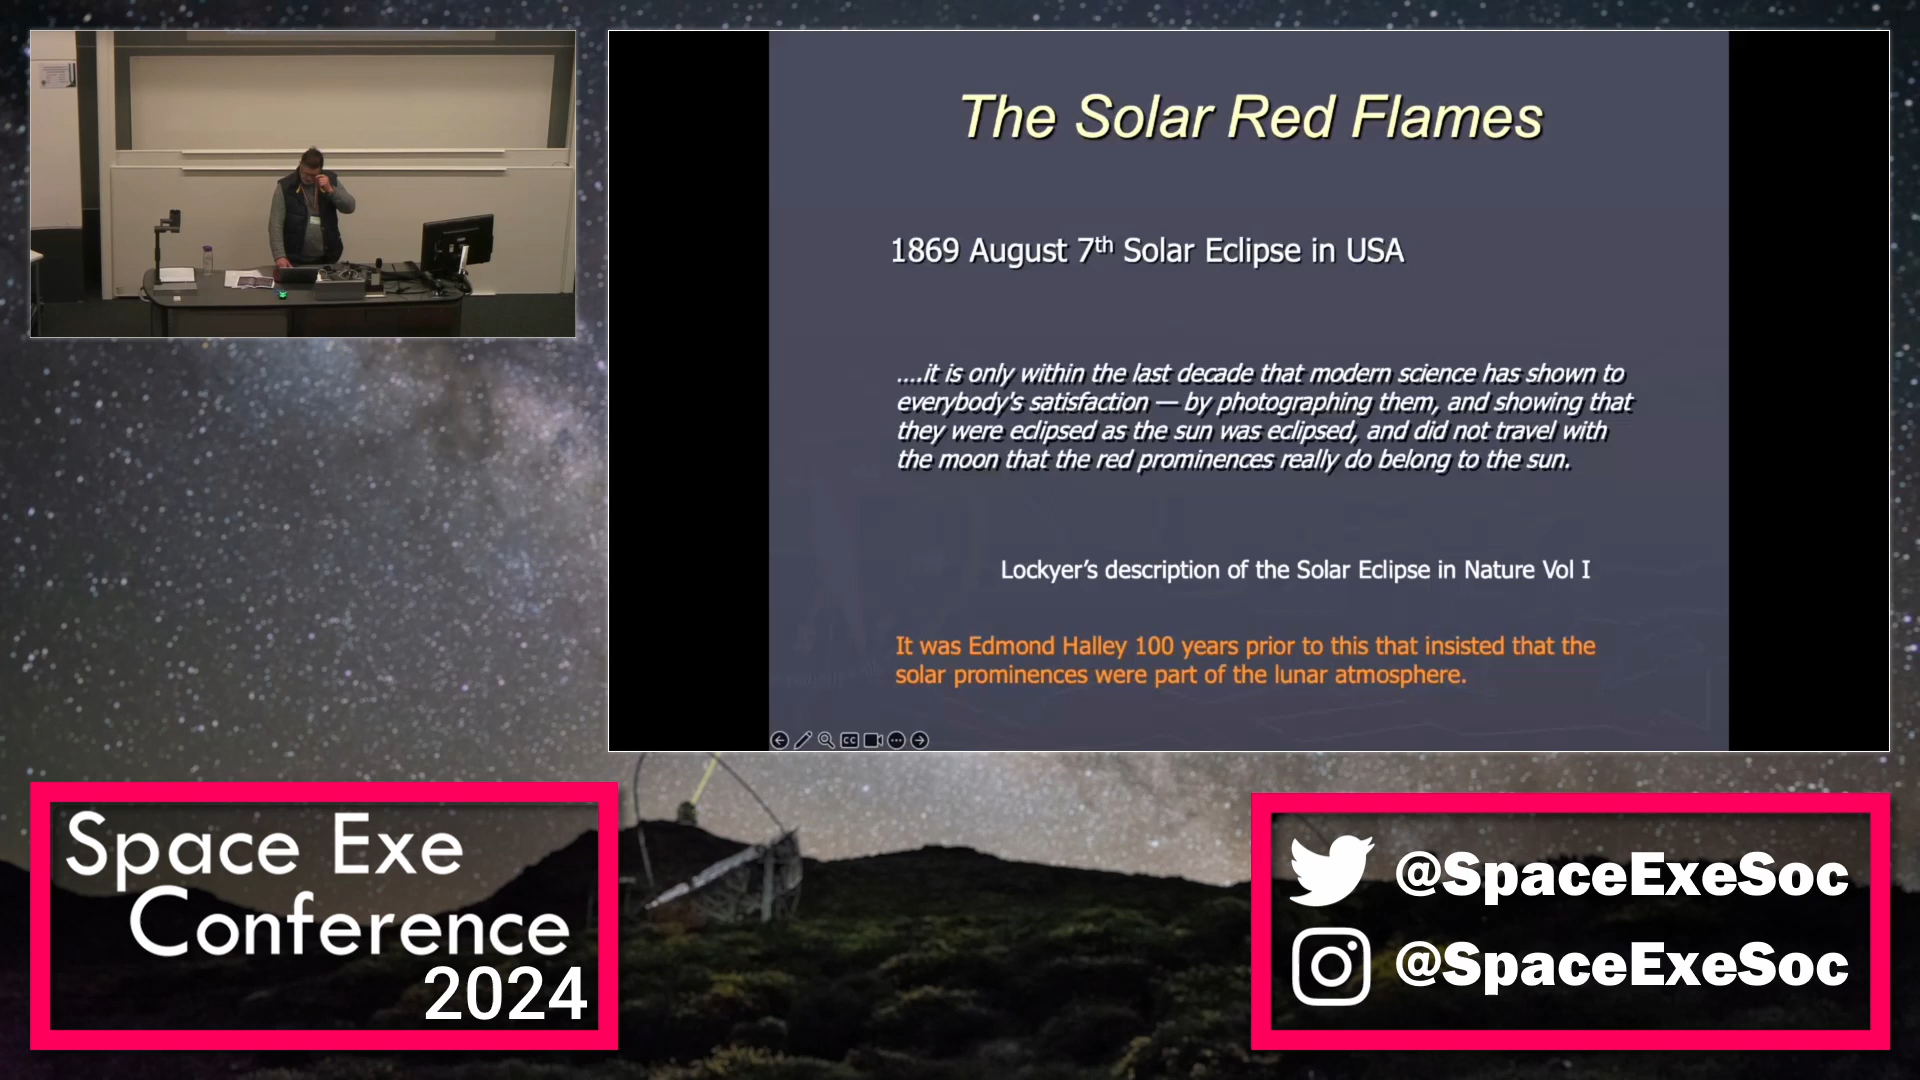 The Solar Red Flames
1869 August 7th Solar Eclipse in USA
....it is only within the last decade that modern science has shown to
everybody's satisfaction — by photographing them, and showing that
they were eclipsed as the sun was eclipsed, and did not travel with
the moon that the red prominences really do belong to the sun.
Lockyer’s description of the Solar Eclipse in Nature Vol I
It was Edmond Halley 100 years prior to this that insisted that the
solar prominences were part of the lunar atmosphere.
CC
Space Exe
Conference
2024
@SpaceExeSoc
@SpaceExeSoc